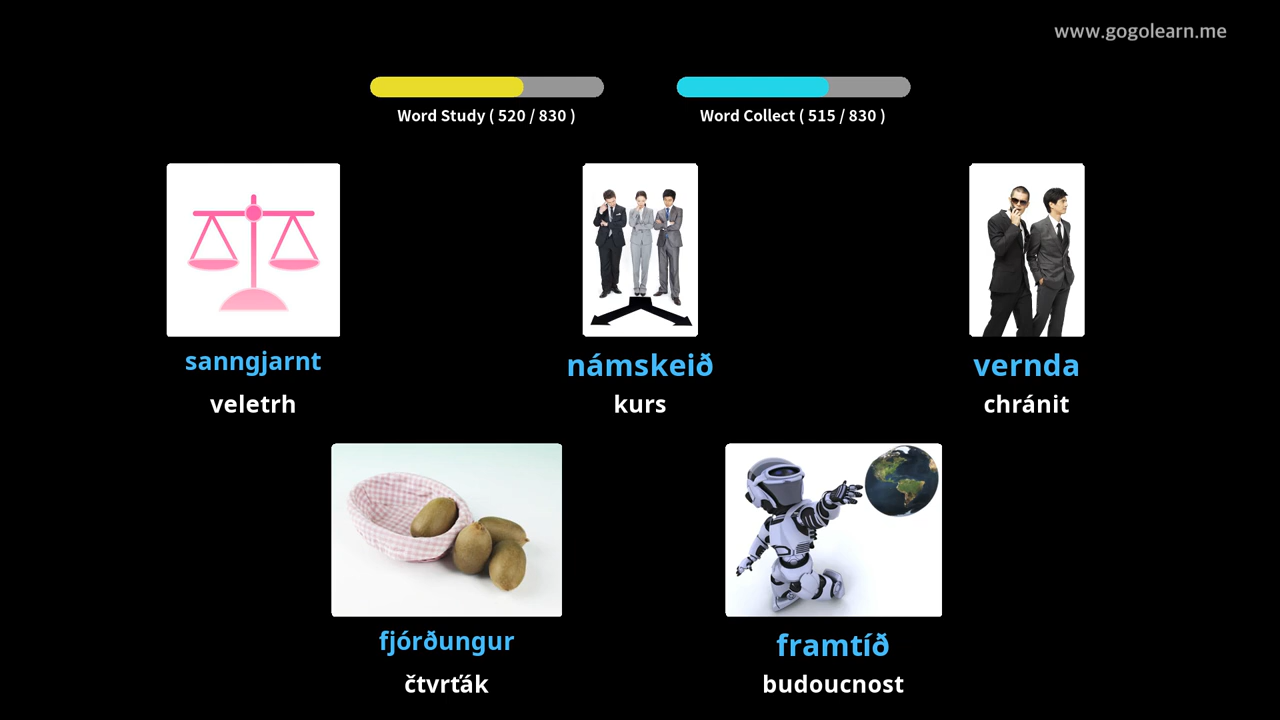 www.gogolearn.me
Word Study ( 520 / 830 )
Word Collect ( 515 / 830 )
sanngjarnt
námskeið
vernda
veletrh
kurs
chránit
fjórðungur
framtíð
čtvrťák
budoucnost